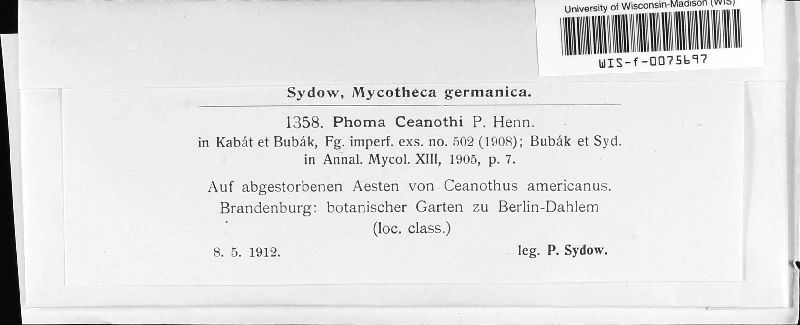 University of Wisconsin-Madison (WIS)
WIS-f-0075697
Sydow, Mycotheca germanica.
1358. Phoma Ceanothi P. Henn.
in Kabát et Bubák, Fg. imperf. exs. no. 502 (1908); Bubák et Syd.
in Annal. Mycol. XIII, 1905, p. 7.
Auf abgestorbenen Aesten von Ceanothus americanus.
Brandenburg: botanischer Garten zu Berlin-Dahlem
(loc. class.)
8. 5. 1912. leg. P. Sydow.